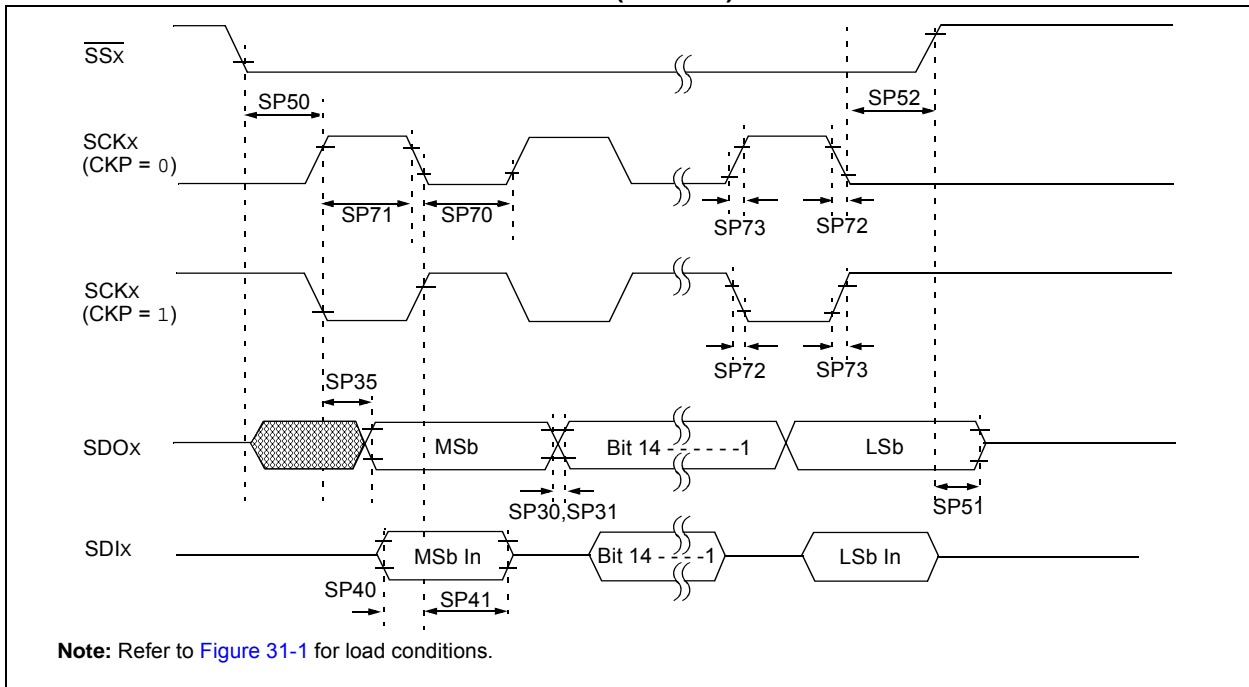 SSx
SP50
SP52
SCKx
(CKP = 0)
SP71
SP70
SP73
SP72
SCKx
(CKP = 1)
SP72
SP73
SP35
SDOx
MSb
Bit 14 - - - - - -1
LSb
SP30,SP31
SP51
SDIx
MSb In
Bit 14 - - - -1
LSb In
SP40
SP41
Note: Refer to Figure 31-1 for load conditions.